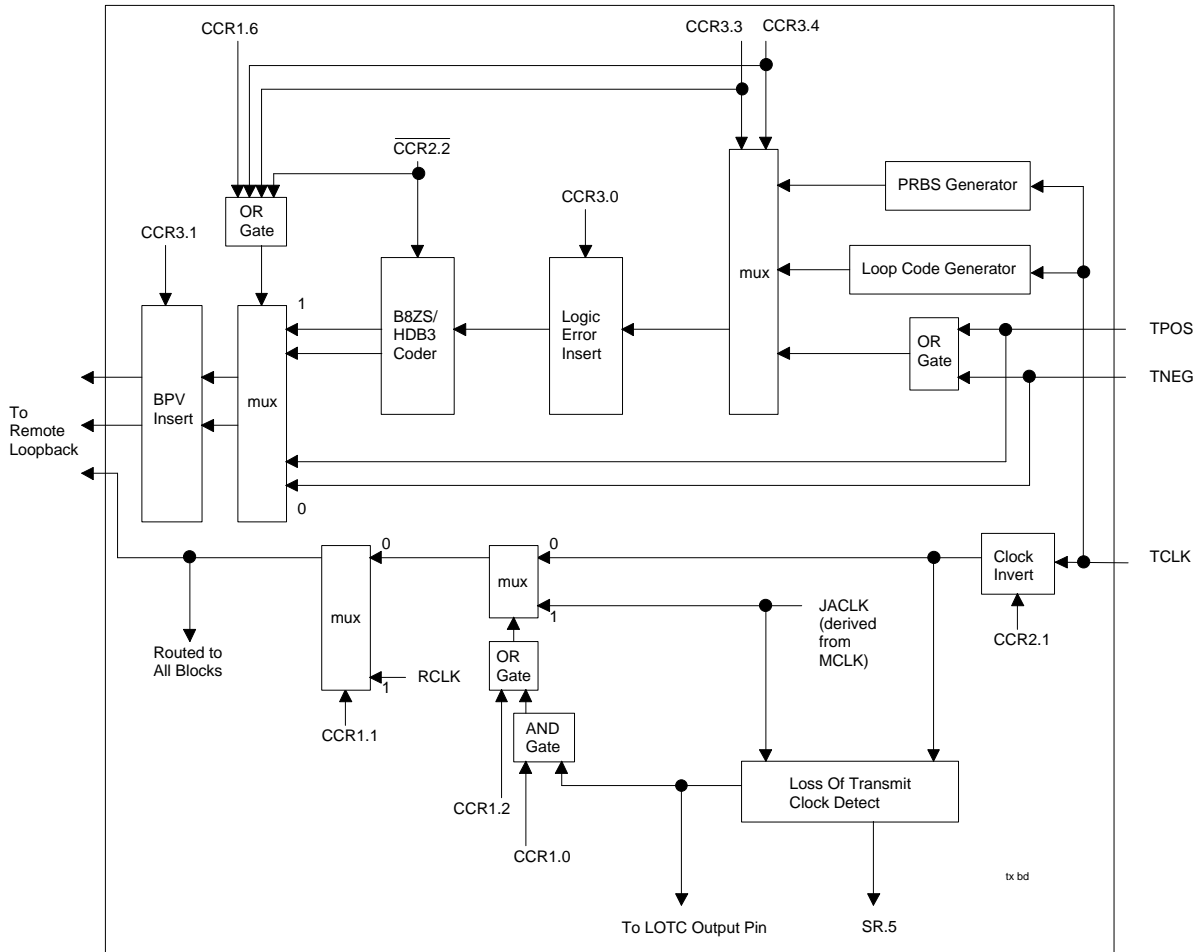 CCR1.6
CCR3.3
CCR3.4
CCR2.2
PRBS Generator
OR
Gate
CCR3.0
CCR3.1
Loop Code Generator
mux
1
B8ZS/
HDB3
Coder
Logic
Error
Insert
OR
Gate
TPOS
TNEG
To
Remote
Loopback
BPV
Insert
mux
0
0
0
Clock
Invert
TCLK
mux
mux
1
JACLK
(derived
from
MCLK)
CCR2.1
Routed to
All Blocks
OR
Gate
RCLK
1
CCR1.1
AND
Gate
Loss Of Transmit
Clock Detect
CCR1.2
CCR1.0
tx bd
To LOTC Output Pin
SR.5